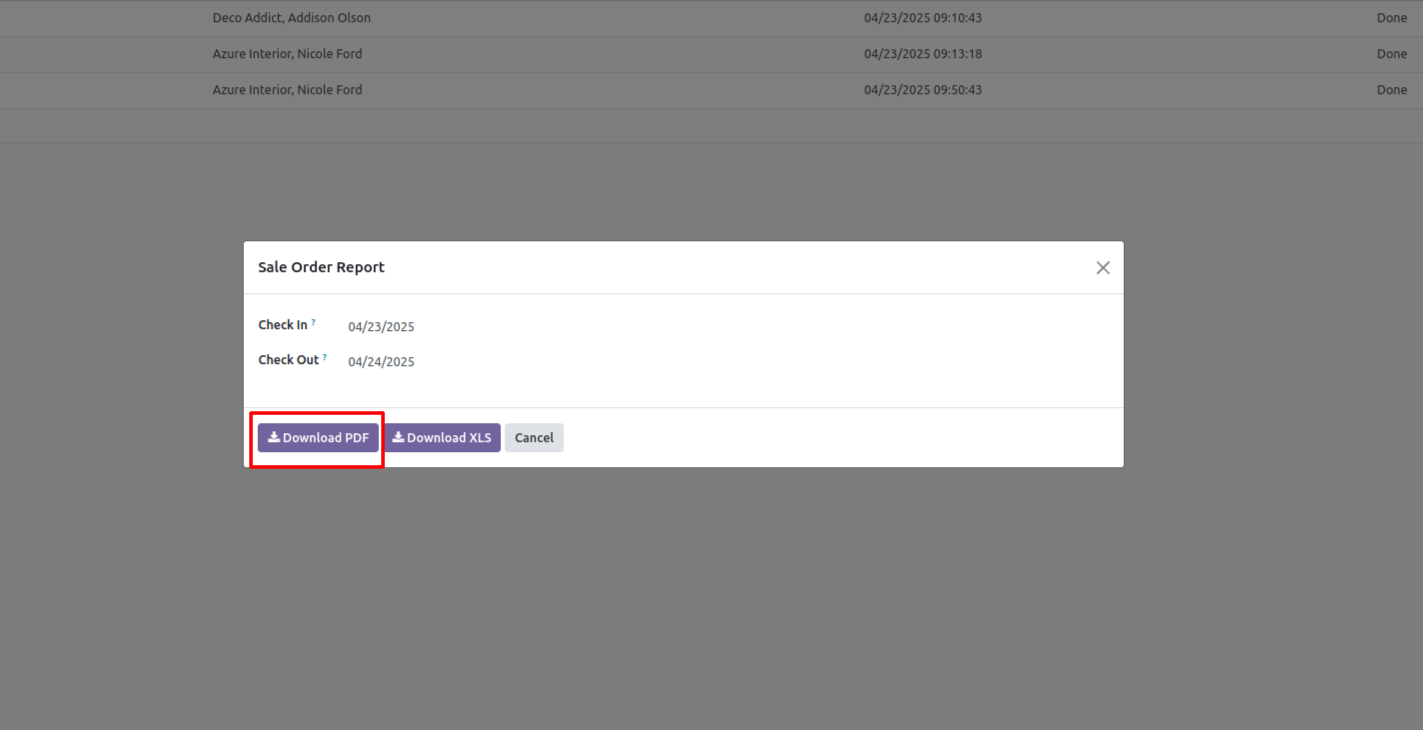 Deco Addict, Addison Olson 04/23/2025 09:10:43 Done
Azure Interior, Nicole Ford 04/23/2025 09:13:18 Done
Azure Interior, Nicole Ford 04/23/2025 09:50:43 Done
Sale Order Report
Check In ? 04/23/2025
Check Out ? 04/24/2025
Download PDF Download XLS Cancel